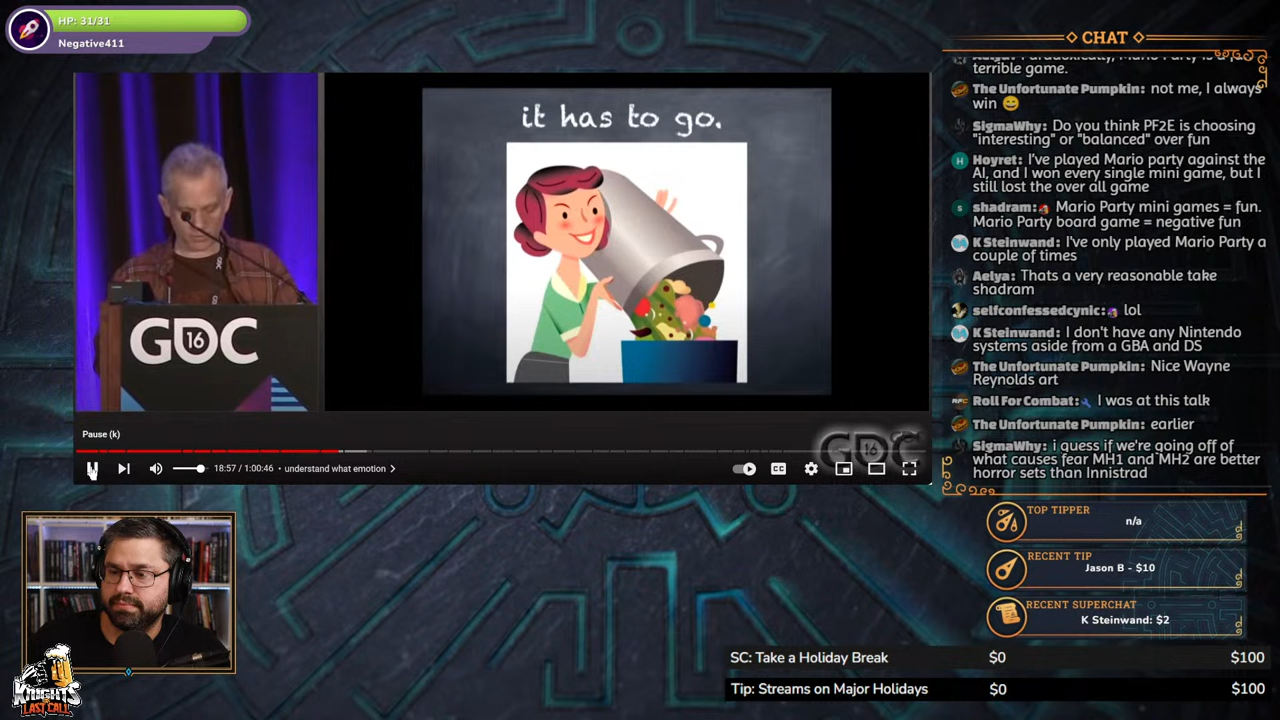 HP: 31/31
Negative411
it has to go.
GDC
16
Pause (k)
GDC
16
18:57 / 1:00:46 • understand what emotion
CC
KNIGHTS
LAST CALL
CHAT
terrible game.
The Unfortunate Pumpkin: not me, I always
win 😄
SigmaWhy: Do you think PF2E is choosing
"interesting" or "balanced" over fun
H Hoyret: I've played Mario party against the
AI, and I won every single mini game, but I
still lost the over all game
s shadram: Mario Party mini games = fun.
Mario Party board game = negative fun
K Steinwand: I've only played Mario Party a
couple of times
Aelya: Thats a very reasonable take
shadram
selfconfessedcynic: lol
K Steinwand: I don't have any Nintendo
systems aside from a GBA and DS
The Unfortunate Pumpkin: Nice Wayne
Reynolds art
RFC Roll For Combat: I was at this talk
The Unfortunate Pumpkin: earlier
SigmaWhy: i guess if we're going off of
what causes fear MH1 and MH2 are better
horror sets than Innistrad
TOP TIPPER
n/a
RECENT TIP
Jason B - $10
RECENT SUPERCHAT
K Steinwand: $2
SC: Take a Holiday Break $0 $100
Tip: Streams on Major Holidays $0 $100